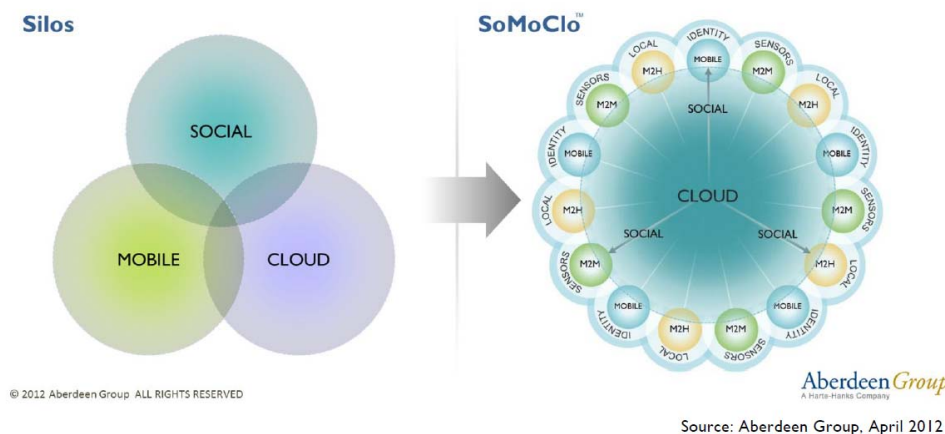 Silos
SOCIAL
MOBILE
CLOUD
© 2012 Aberdeen Group ALL RIGHTS RESERVED
SoMoClo™
IDENTITY
MOBILE
SENSORS
M2M
LOCAL
M2H
IDENTITY
MOBILE
SENSORS
M2M
LOCAL
M2H
IDENTITY
MOBILE
SENSORS
M2M
LOCAL
M2H
IDENTITY
MOBILE
SENSORS
M2M
LOCAL
M2H
IDENTITY
MOBILE
SENSORS
M2M
LOCAL
M2H
SOCIAL
CLOUD
SOCIAL
SOCIAL
AberdeenGroup
A Harte-Hanks Company
Source: Aberdeen Group, April 2012